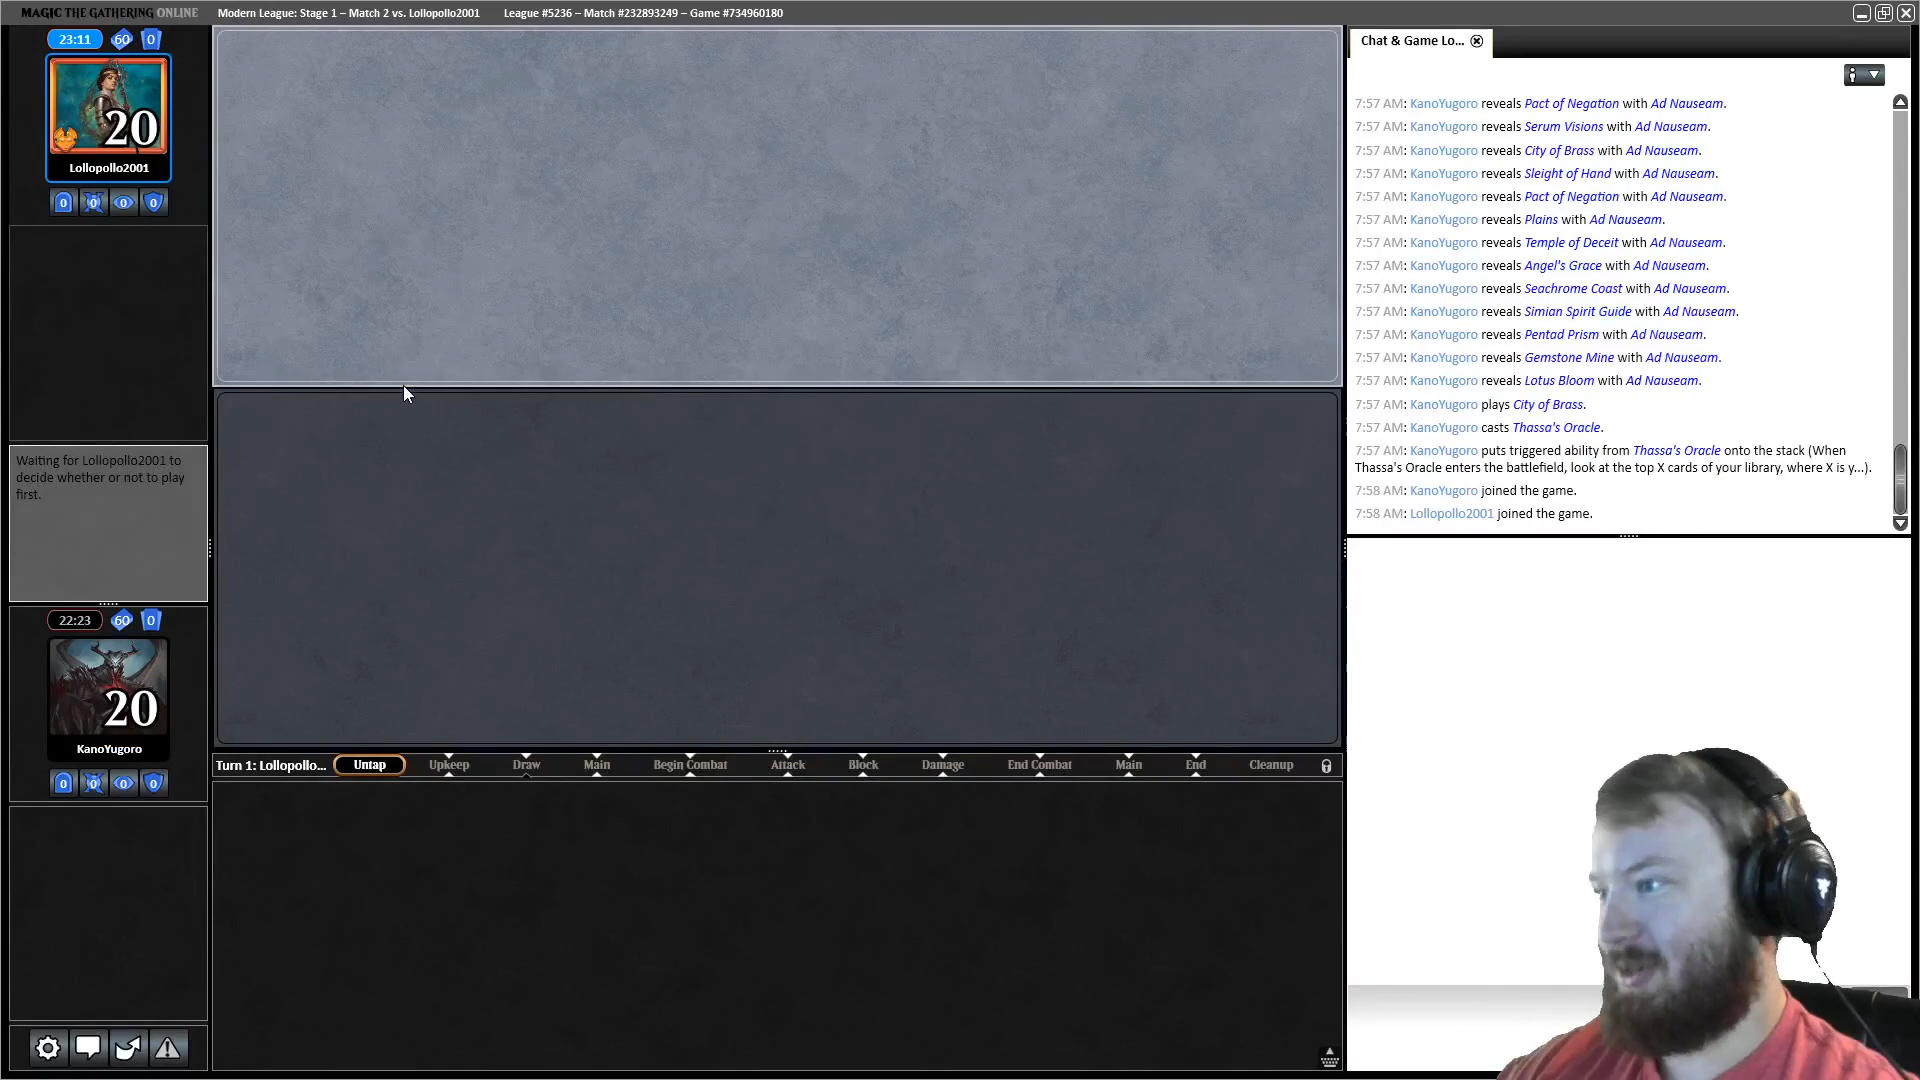 MAGIC THE GATHERING ONLINE
Modern League: Stage 1 – Match 2 vs. Lollopollo2001 League #5236 – Match #232893249 – Game #734960180
23:11 60 0
20
Lollopollo2001
0 0 0 0
Waiting for Lollopollo2001 to
decide whether or not to play
first.
22:23 60 0
20
KanoYugoro
0 0 0 0
Turn 1: Lollopollo... Untap Upkeep Draw Main Begin Combat Attack Block Damage End Combat Main End Cleanup
Chat & Game Lo...
7:57 AM: KanoYugoro reveals Pact of Negation with Ad Nauseam.
7:57 AM: KanoYugoro reveals Serum Visions with Ad Nauseam.
7:57 AM: KanoYugoro reveals City of Brass with Ad Nauseam.
7:57 AM: KanoYugoro reveals Sleight of Hand with Ad Nauseam.
7:57 AM: KanoYugoro reveals Pact of Negation with Ad Nauseam.
7:57 AM: KanoYugoro reveals Plains with Ad Nauseam.
7:57 AM: KanoYugoro reveals Temple of Deceit with Ad Nauseam.
7:57 AM: KanoYugoro reveals Angel's Grace with Ad Nauseam.
7:57 AM: KanoYugoro reveals Seachrome Coast with Ad Nauseam.
7:57 AM: KanoYugoro reveals Simian Spirit Guide with Ad Nauseam.
7:57 AM: KanoYugoro reveals Pentad Prism with Ad Nauseam.
7:57 AM: KanoYugoro reveals Gemstone Mine with Ad Nauseam.
7:57 AM: KanoYugoro reveals Lotus Bloom with Ad Nauseam.
7:57 AM: KanoYugoro plays City of Brass.
7:57 AM: KanoYugoro casts Thassa's Oracle.
7:57 AM: KanoYugoro puts triggered ability from Thassa's Oracle onto the stack (When
Thassa's Oracle enters the battlefield, look at the top X cards of your library, where X is y...).
7:58 AM: KanoYugoro joined the game.
7:58 AM: Lollopollo2001 joined the game.